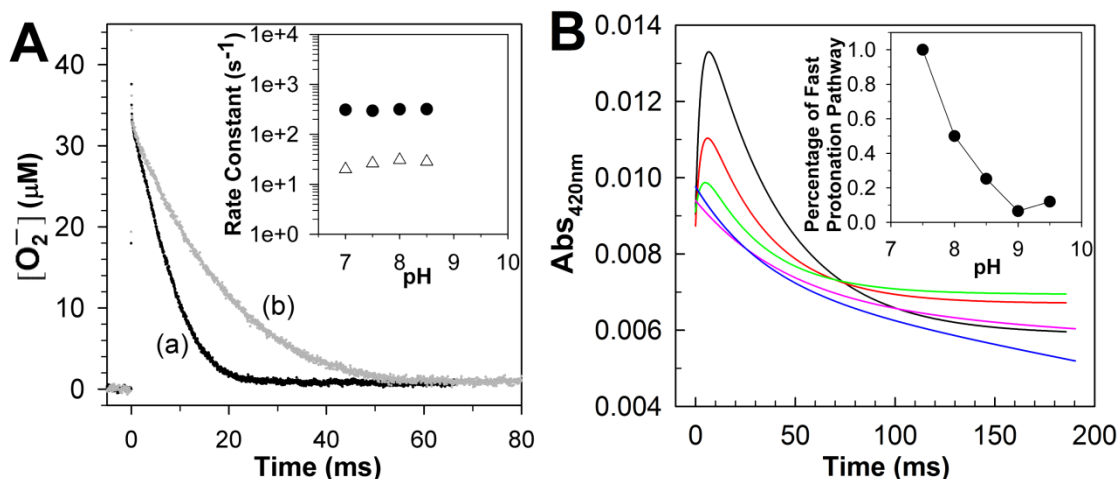 A
[O₂⁻] (μM)
40
30
20
10
0
0
20
40
60
80
Time (ms)
(a)
(b)
Rate Constant (s⁻¹)
1e+4
1e+3
1e+2
1e+1
1e+0
7
8
9
10
pH
B
Abs₄₂₀ₙₘ
0.014
0.012
0.010
0.008
0.006
0.004
0
50
100
150
200
Time (ms)
Percentage of Fast
Protonation Pathway
1.0
0.8
0.6
0.4
0.2
0.0
7
8
9
10
pH